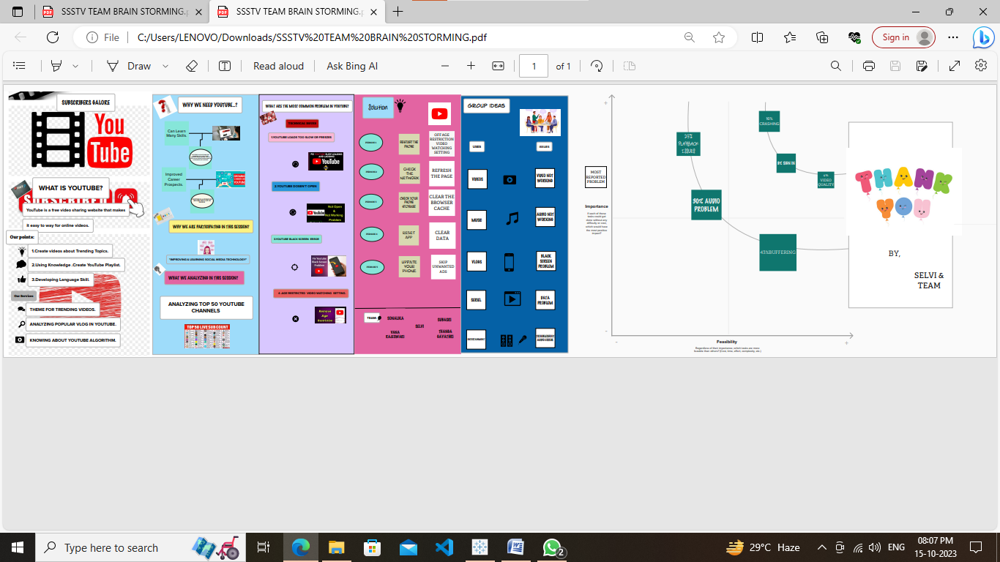 SSSTV TEAM BRAIN STORMING.p
SSSTV TEAM BRAIN STORMING.
File
C:/Users/LENOVO/Downloads/SSSTV%20TEAM%20BRAIN%20STORMING.pdf
Sign in
Draw
Read aloud
Ask Bing AI
1
of 1
SUBSCRIBERS GALORE
You
Tube
WHAT IS YOUTUBE?
YouTube is a free video sharing website that makes
it easy to way for online videos.
Our points:
1.Create videos about Trending Topics.
2.Using Knowledge .Create YouTube Playlist.
3.Developing Language Skill.
Our Services
THEME FOR TRENDING VIDEOS.
ANALYZING POPULAR VLOG IN YOUTUBE.
KNOWING ABOUT YOUTUBE ALGORITHM.
WHY WE NEED YOUTUBE..?
Can Learn
Many Skills.
Improved
Career
Prospects.
WHY WE ARE PARTICIPATING IN THIS SESSION?
"IMPROVING & LEARNING SOCIAL MEDIA TECHNOLOGY"
WHAT WE ANALYZING IN THIS SESSION?
ANALYZING TOP 50 YOUTUBE
CHANNELS
TOP 50 LIVE SUB COUNT
WHAT ARE THE MOST COMMON PROBLEM IN YOUTUBE?
1.YOUTUBE LOADS TOO SLOW OR FREEZES
YouTube
2.YOUTUBE DOESN'T OPEN
YouTube
Not Open
&
Not Working
Problem
3.YOUTUBE BLACK SCREEN ERROR
Fix YouTube
Black Screen
Problem
4. AGE RESTRICTED VIDEO WATCHING SETTING
Remove
Age
Restriction
Solution
RESTART THE
PHONE
OFF AGE
RESTRICTION
VIDEO
WATCHING
SETTING
CHECK
THE
NETWORK
REFRESH
THE PAGE
CHECK YOUR
PHONE
STORAGE
CLEAR THE
BROWSER
CACHE
RESET
APP
CLEAR
DATA
UPDATE
YOUR
PHONE
SKIP
UNWANTED
ADS
TEAM:
SONALIKA
SELVI
SUBASRI
VANA
RAJESWARI
THANGA
GAYATHRI
GROUP IDEAS
USES
ISSUES
VIDEOS
VIDEO NOT
WORKING
MUSIC
AUDIO NOT
WORKING
VLOGS
BLACK
SCREEN
PROBLEM
SERIEL
DATA
PROBLEM
ENTERTAINMENT
MOST
REPORTED
PROBLEM
Importance
If each of these
tasks could get
done without any
difficulty or cost,
which would have
the most positive
impact?
+
-
PLAYBACK
ISSUES
16%
CRASHING
8% SIGN IN
VIDEO
QUALITY
30% AUDIO
PROBLEM
43%BUFFERING
-
Feasibility
+
Regardless of their importance, which tasks are more
feasible than others? (Cost, time, effort, complexity, etc.)
THANK
YOU
BY,
SELVI &
TEAM
Type here to search
2
29°C Haze
ENG
08:07 PM
15-10-2023